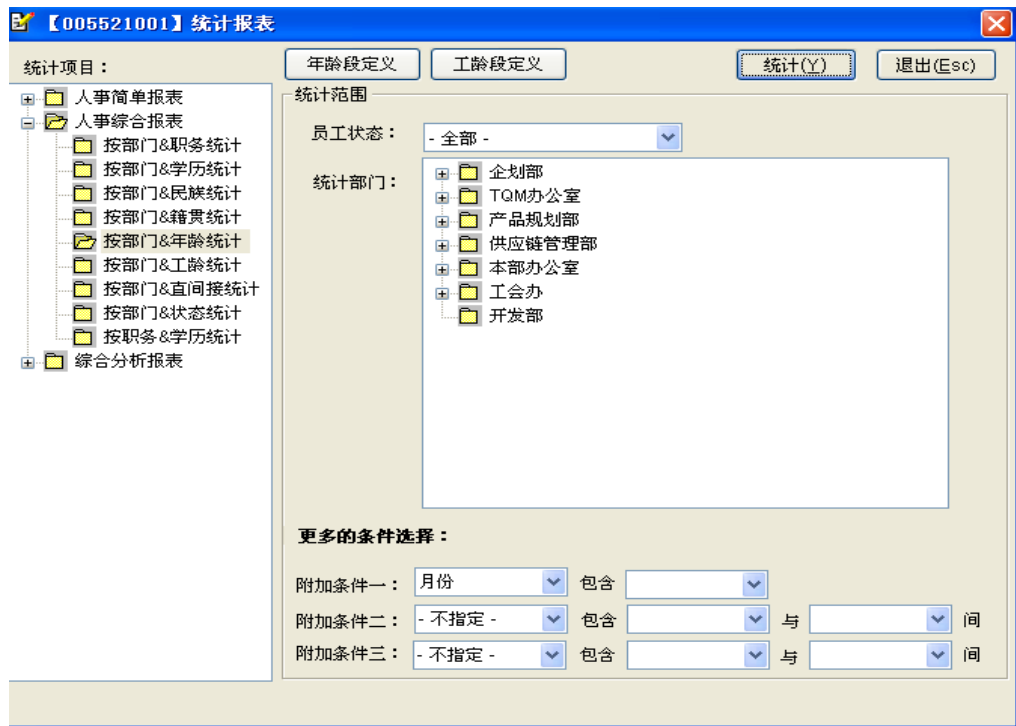 【005521001】统计报表
统计项目：
年龄段定义
工龄段定义
统计(Y)
退出(Esc)
人事简单报表
人事综合报表
按部门&职务统计
按部门&学历统计
按部门&民族统计
按部门&籍贯统计
按部门&年龄统计
按部门&工龄统计
按部门&直间接统计
按部门&状态统计
按职务&学历统计
综合分析报表
统计范围
员工状态：
- 全部 -
统计部门：
企划部
TQM办公室
产品规划部
供应链管理部
本部办公室
工会办
开发部
更多的条件选择：
附加条件一： 月份 包含
附加条件二： - 不指定 - 包含 与 间
附加条件三： - 不指定 - 包含 与 间